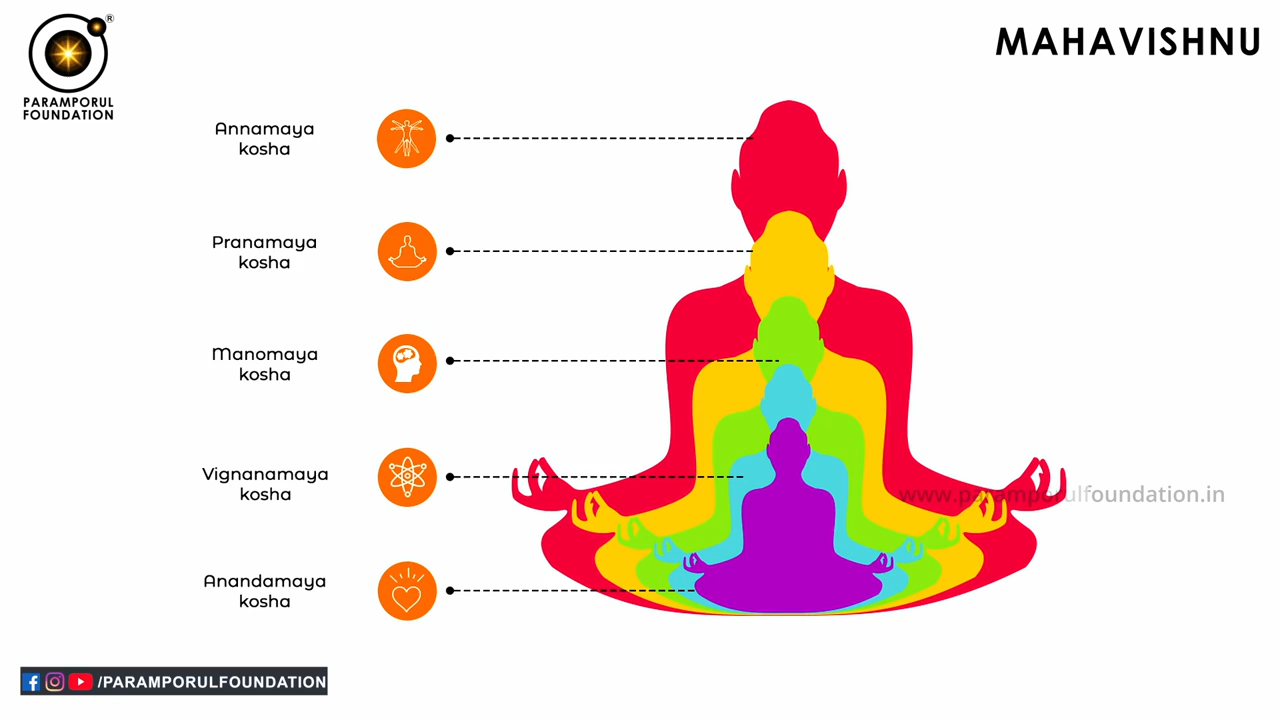 ®
PARAMPORUL
FOUNDATION
MAHAVISHNU
Annamaya
kosha
Pranamaya
kosha
Manomaya
kosha
Vignanamaya
kosha
www.paramporulfoundation.in
Anandamaya
kosha
/PARAMPORULFOUNDATION